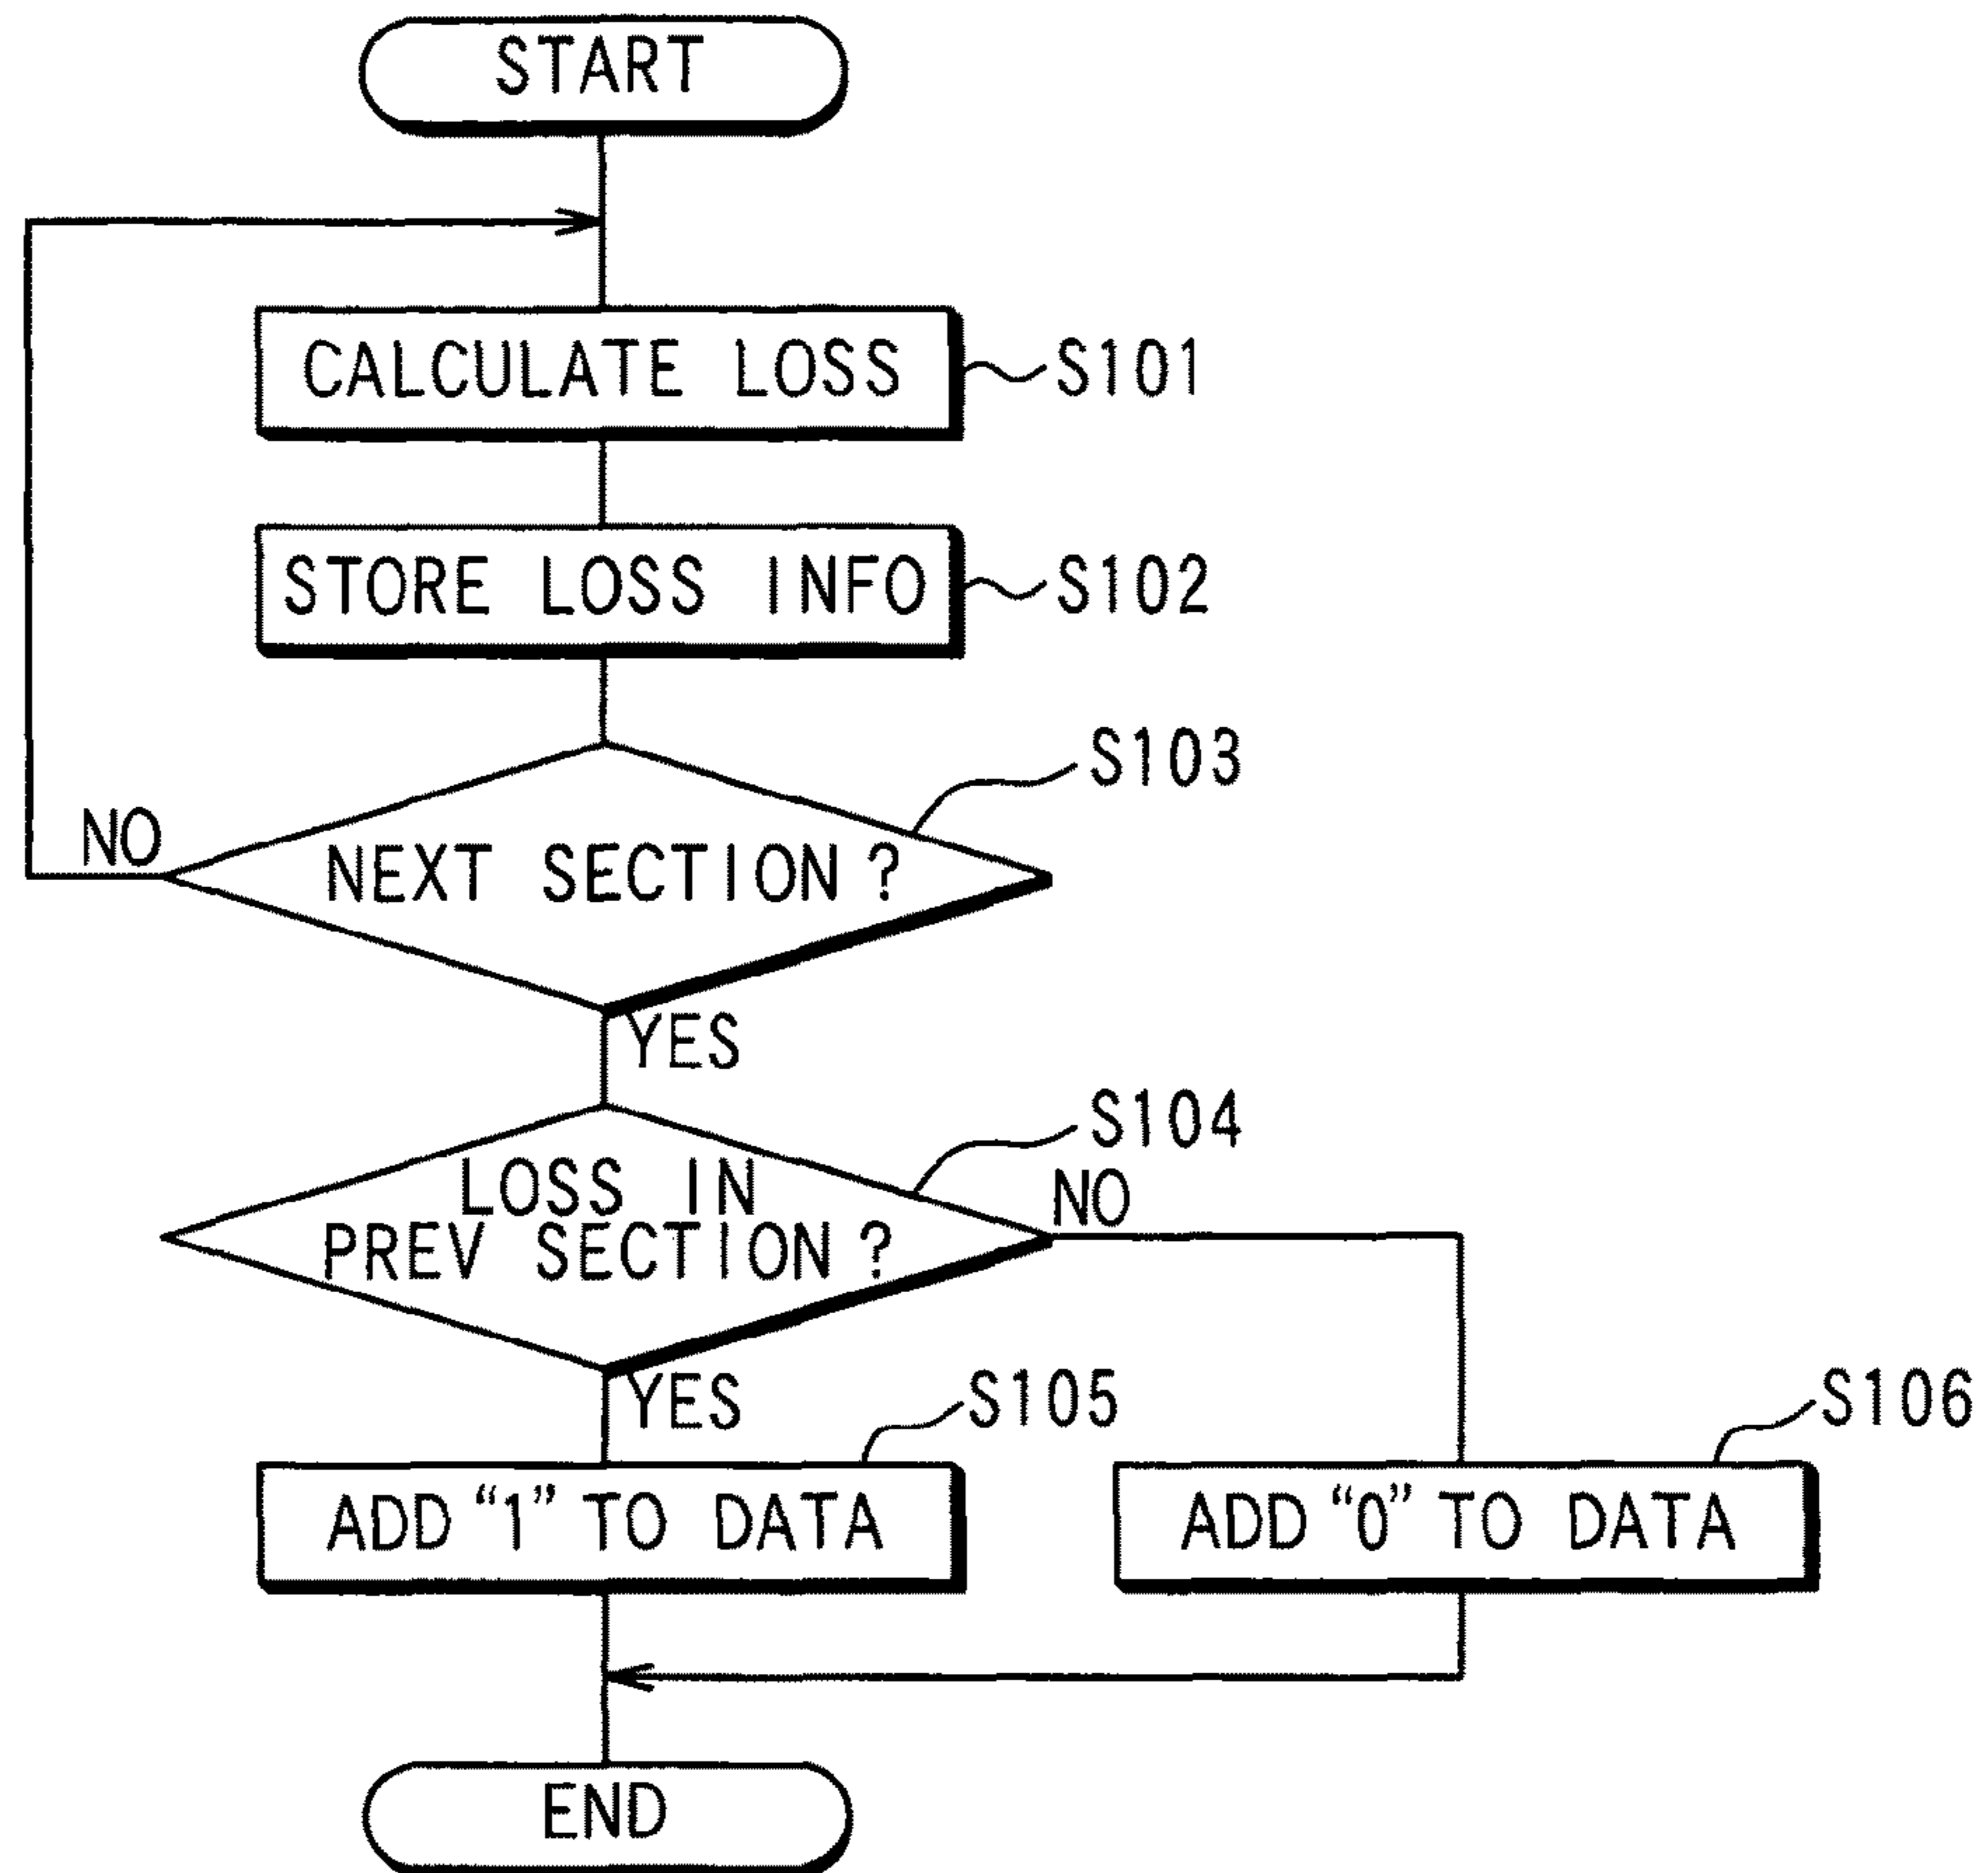 START
CALCULATE LOSS
S101
STORE LOSS INFO
S102
S103
NO
NEXT SECTION?
YES
S104
LOSS IN
NO
PREV SECTION?
YES
S105
S106
ADD “1” TO DATA
ADD “0” TO DATA
END